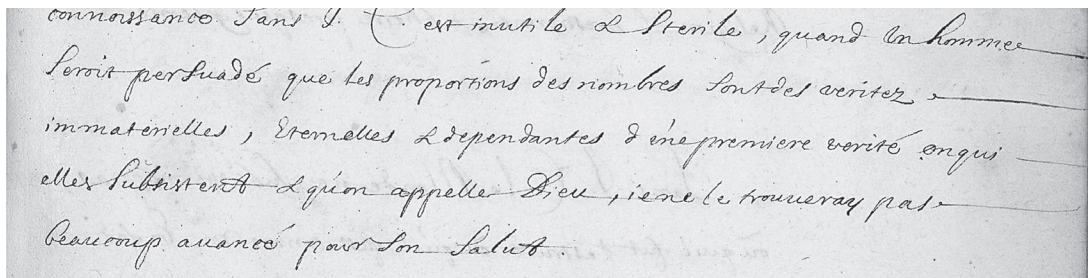 connoissance sans J. C. est inutile & sterile, quand un homme
seroit persuadé que les proportions des nombres sont des veritez
immaterielles, eternelles & dependantes d'une premiere verité en qui
elles subsistent & qu'on appelle Dieu, ie ne le trouveray pas
beaucoup auancé pour son salut.